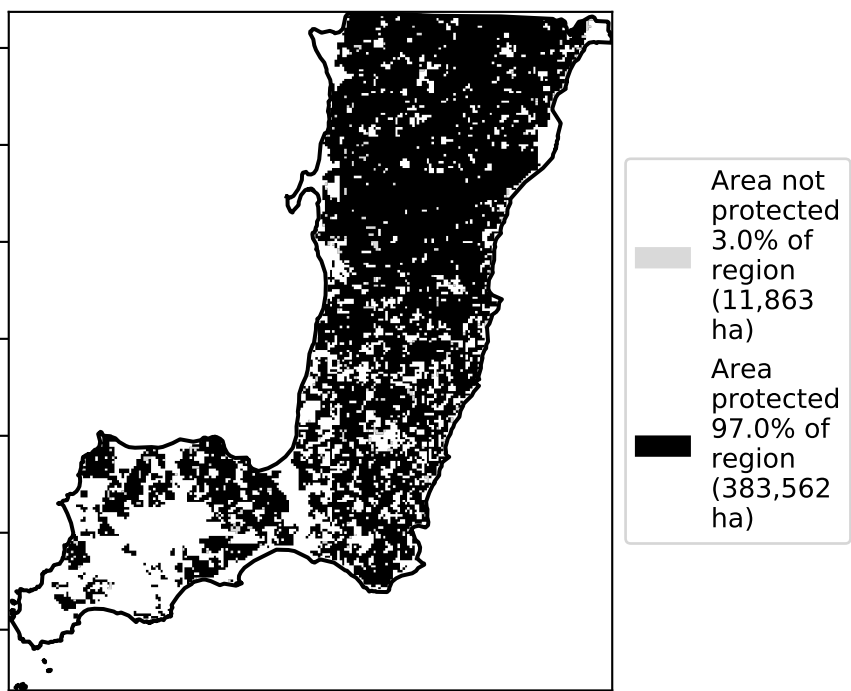 Area not
protected
3.0% of
region
(11,863
ha)
Area
protected
97.0% of
region
(383,562
ha)